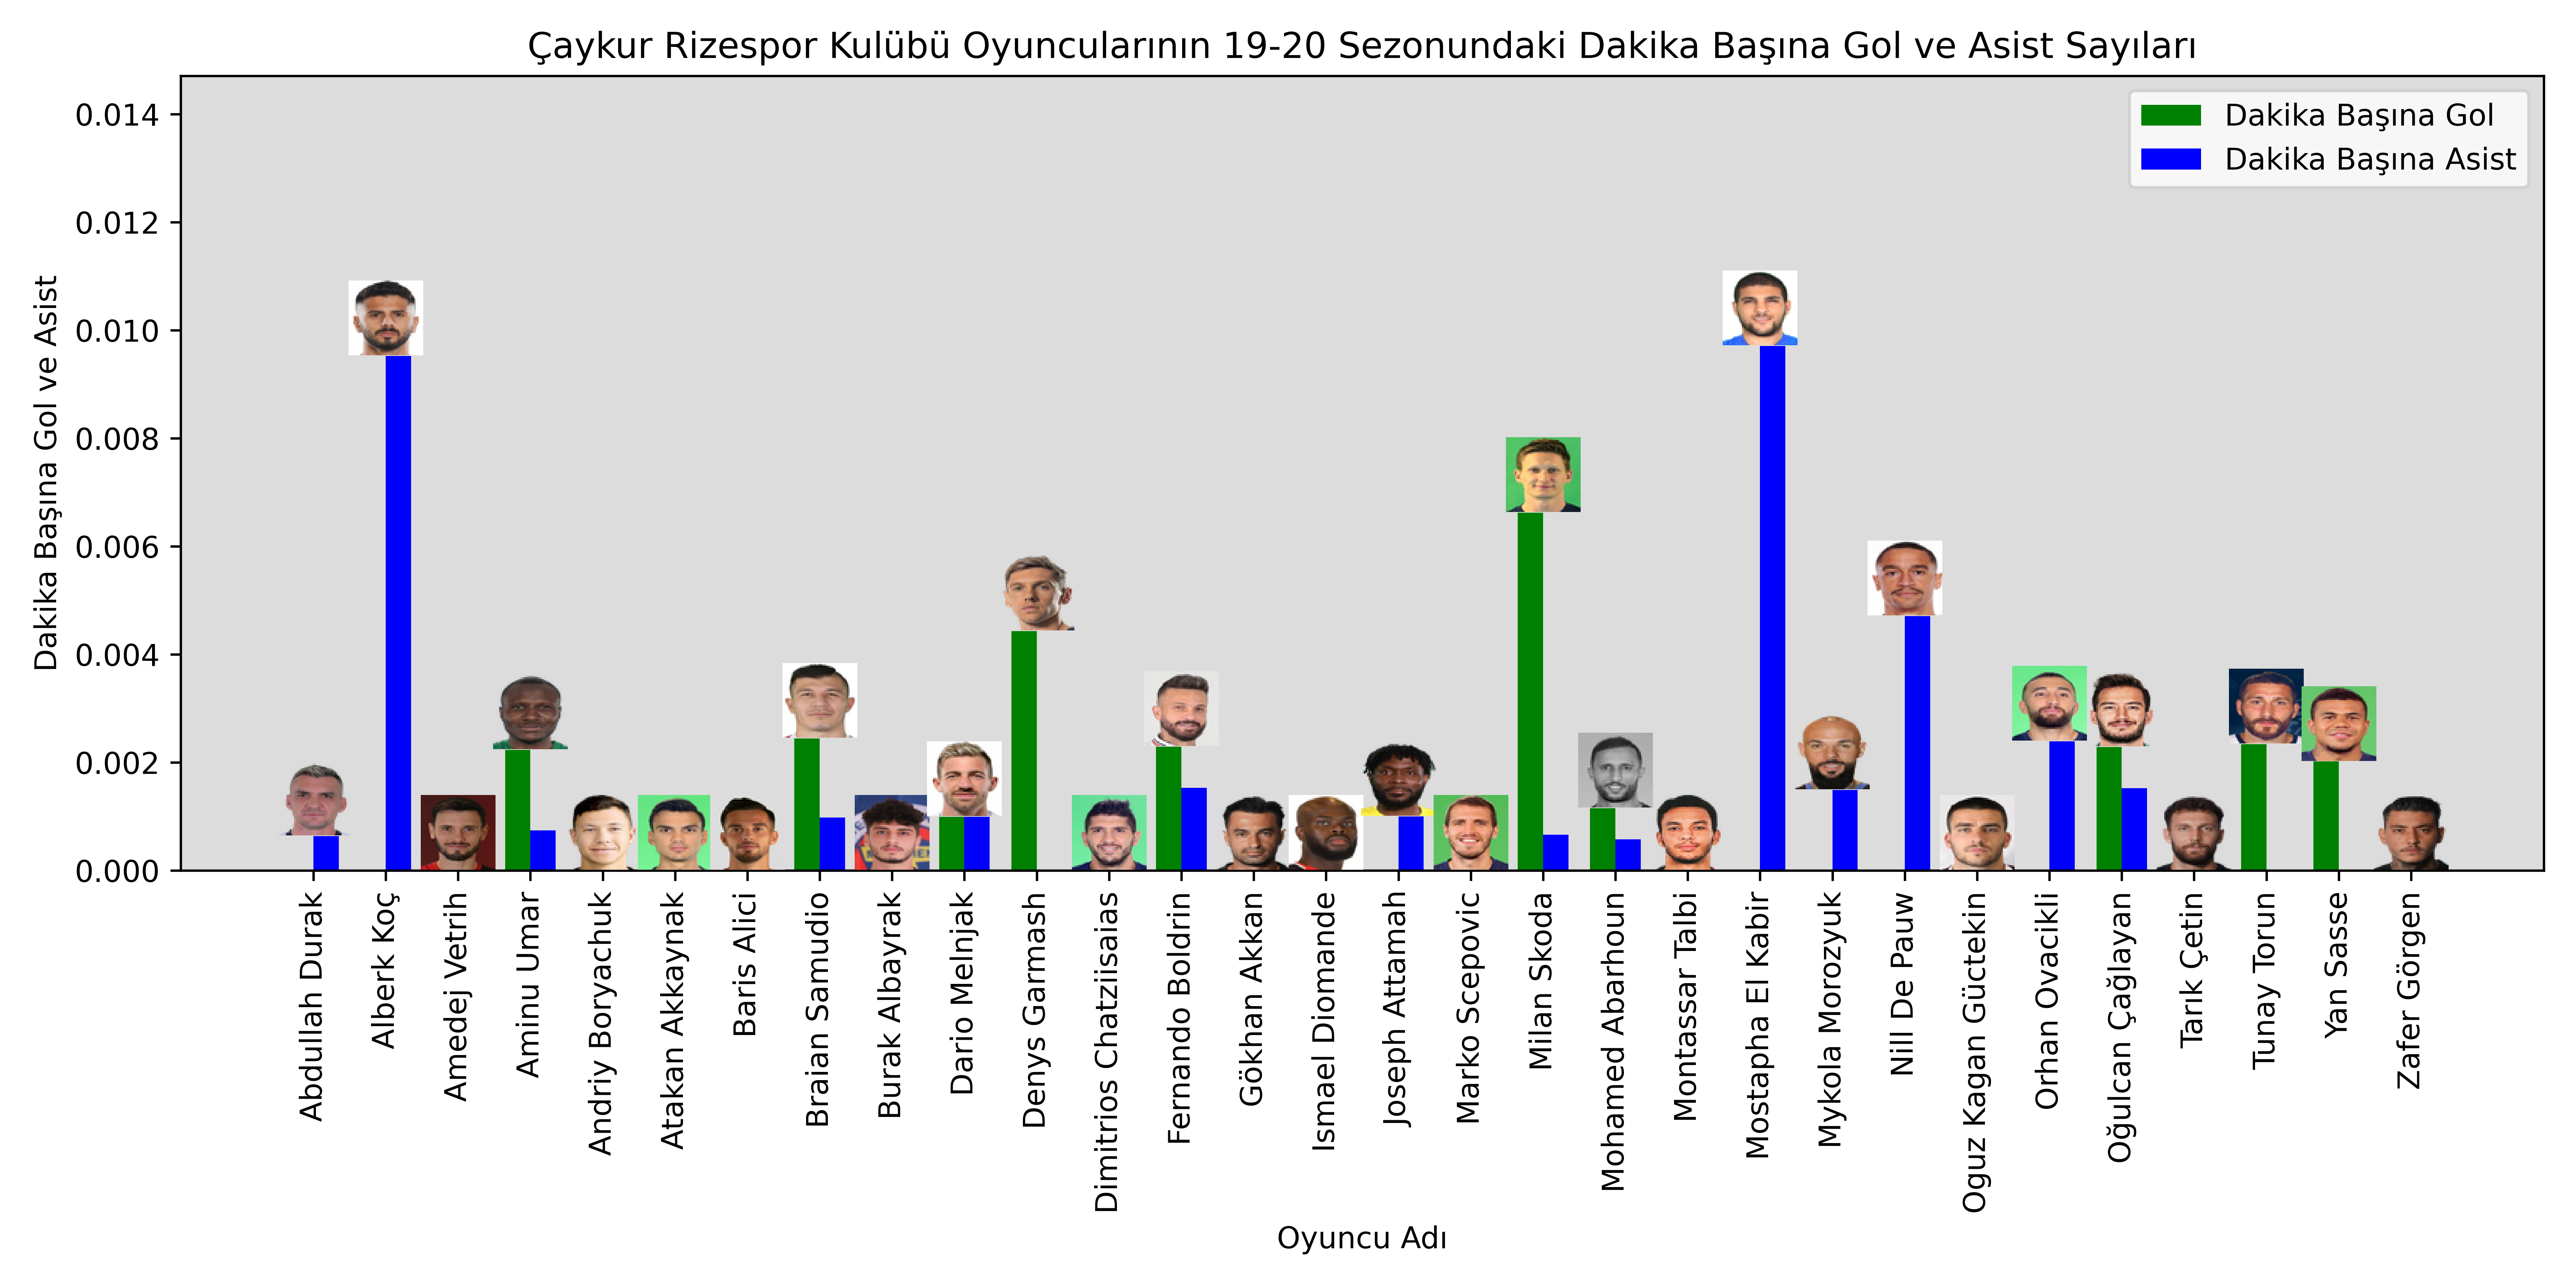 Çaykur Rizespor Kulübü Oyuncularının 19-20 Sezonundaki Dakika Başına Gol ve Asist Sayıları
Dakika Başına Gol
Dakika Başına Asist
Dakika Başına Gol ve Asist
0.014
0.012
0.010
0.008
0.006
0.004
0.002
0.000
Abdullah Durak
Alberk Koç
Amedej Vetrih
Aminu Umar
Andriy Boryachuk
Atakan Akkaynak
Baris Alici
Braian Samudio
Burak Albayrak
Dario Melnjak
Denys Garmash
Dimitrios Chatziisaias
Fernando Boldrin
Gökhan Akkan
Ismael Diomande
Joseph Attamah
Marko Scepovic
Milan Skoda
Mohamed Abarhoun
Montassar Talbi
Mostapha El Kabir
Mykola Morozyuk
Nill De Pauw
Oguz Kagan Güctekin
Orhan Ovacikli
Oğulcan Çağlayan
Tarık Çetin
Tunay Torun
Yan Sasse
Zafer Görgen
Oyuncu Adı